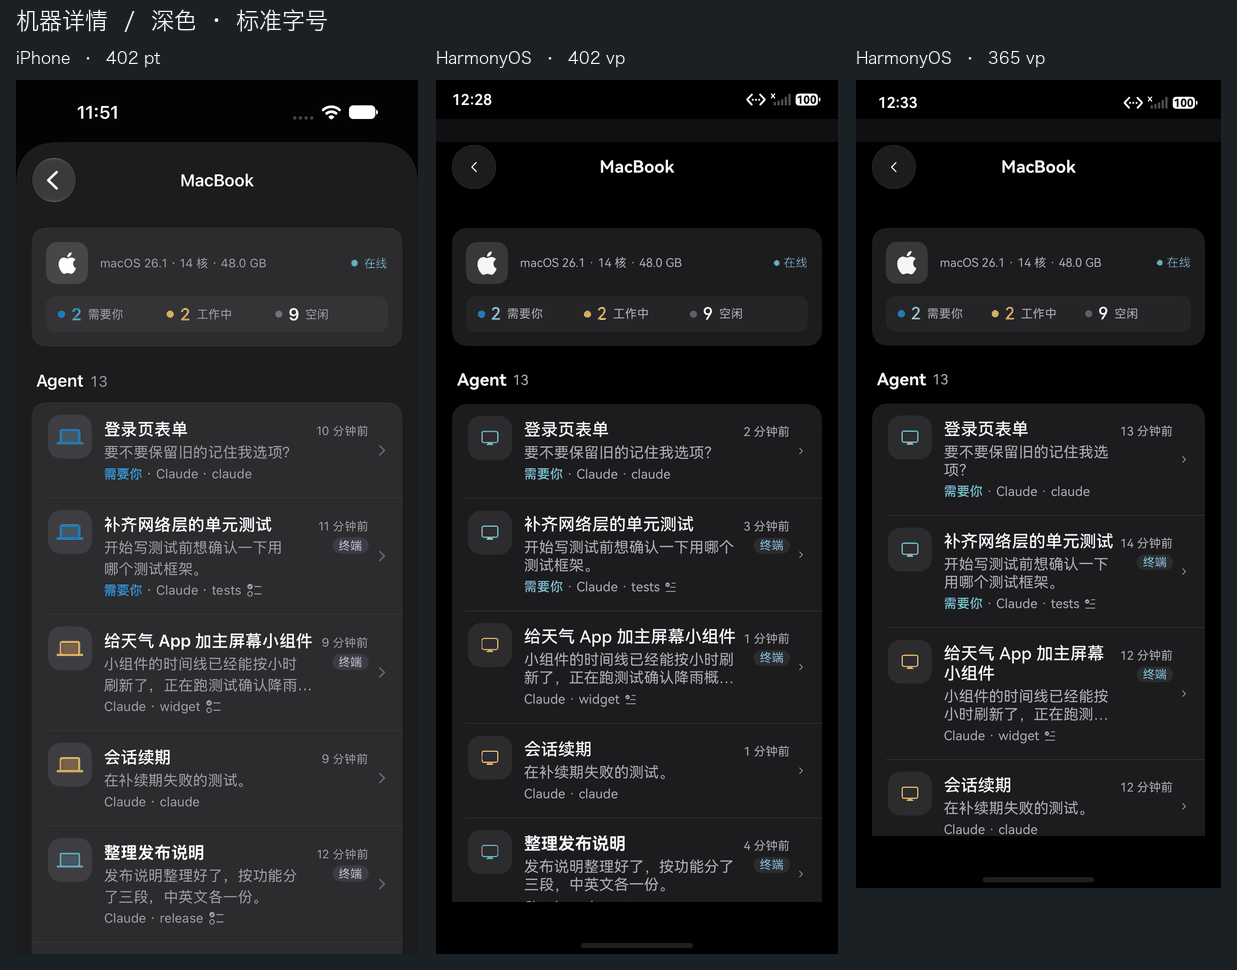 机器详情 / 深色 · 标准字号
iPhone · 402 pt
11:51
MacBook
macOS 26.1 · 14 核 · 48.0 GB
在线
2 需要你
2 工作中
9 空闲
Agent 13
登录页表单
10 分钟前
要不要保留旧的记住我选项?
需要你 · Claude · claude
补齐网络层的单元测试
11 分钟前
开始写测试前想确认一下用
终端
哪个测试框架。
需要你 · Claude · tests
给天气 App 加主屏幕小组件
9 分钟前
小组件的时间线已经能按小时
终端
刷新了，正在跑测试确认降雨…
Claude · widget
会话续期
9 分钟前
在补续期失败的测试。
Claude · claude
整理发布说明
12 分钟前
发布说明整理好了，按功能分
终端
了三段，中英文各一份。
Claude · release
HarmonyOS · 402 vp
12:28
100
MacBook
macOS 26.1 · 14 核 · 48.0 GB
在线
2 需要你
2 工作中
9 空闲
Agent 13
登录页表单
2 分钟前
要不要保留旧的记住我选项?
需要你 · Claude · claude
补齐网络层的单元测试
3 分钟前
开始写测试前想确认一下用哪个
终端
测试框架。
需要你 · Claude · tests
给天气 App 加主屏幕小组件
1 分钟前
小组件的时间线已经能按小时刷
终端
新了，正在跑测试确认降雨概…
Claude · widget
会话续期
1 分钟前
在补续期失败的测试。
Claude · claude
整理发布说明
4 分钟前
发布说明整理好了，按功能分了
终端
三段，中英文各一份。
HarmonyOS · 365 vp
12:33
100
MacBook
macOS 26.1 · 14 核 · 48.0 GB
在线
2 需要你
2 工作中
9 空闲
Agent 13
登录页表单
13 分钟前
要不要保留旧的记住我选
项?
需要你 · Claude · claude
补齐网络层的单元测试
14 分钟前
开始写测试前想确认一下
终端
用哪个测试框架。
需要你 · Claude · tests
给天气 App 加主屏幕
12 分钟前
小组件
终端
小组件的时间线已经能按
小时刷新了，正在跑测…
Claude · widget
会话续期
12 分钟前
在补续期失败的测试。
Claude · claude